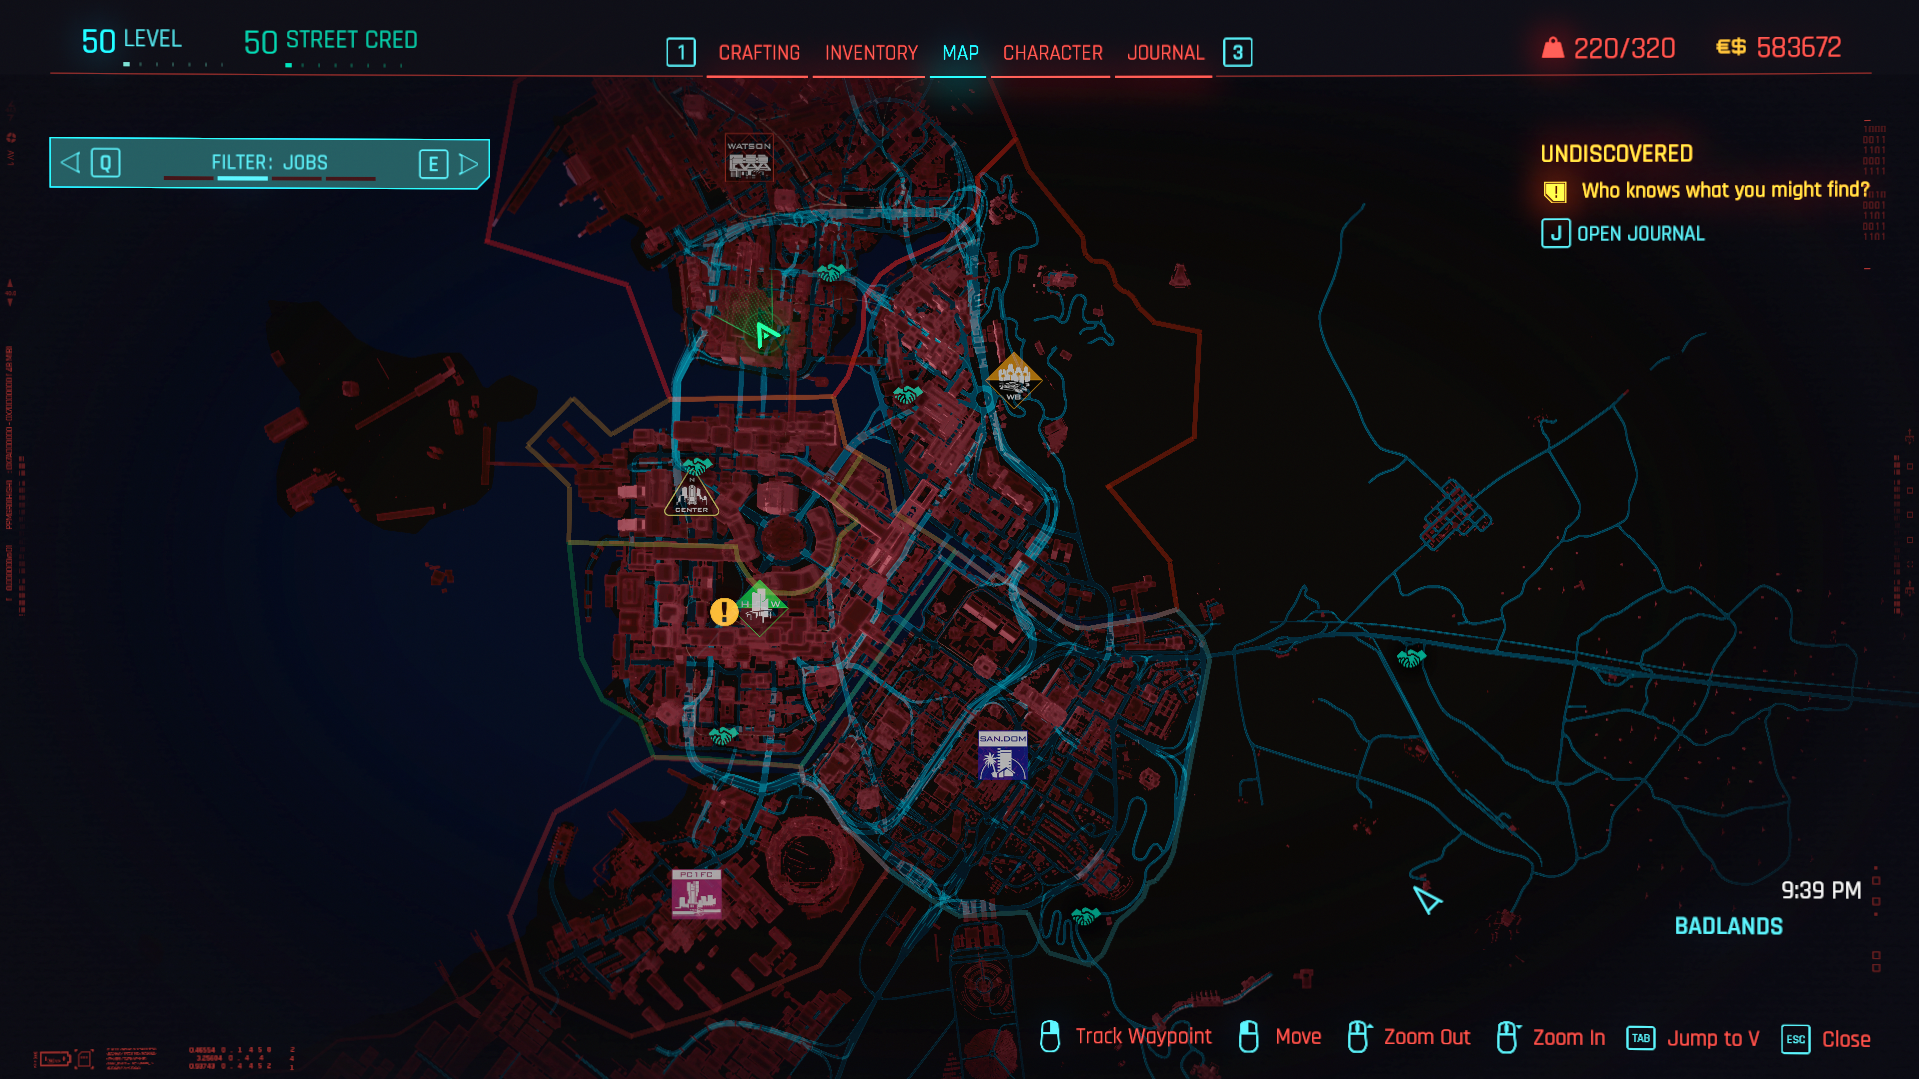 50 LEVEL
50 STREET CRED
1 CRAFTING INVENTORY MAP CHARACTER JOURNAL 3
220/320
€$ 583672
Q FILTER: JOBS E
UNDISCOVERED
! Who knows what you might find?
J OPEN JOURNAL
WATSON
WB
N
CENTER
!
H W
SAN.DOM
PC1FC
9:39 PM
BADLANDS
Track Waypoint
Move
Zoom Out
Zoom In
TAB Jump to V
ESC Close